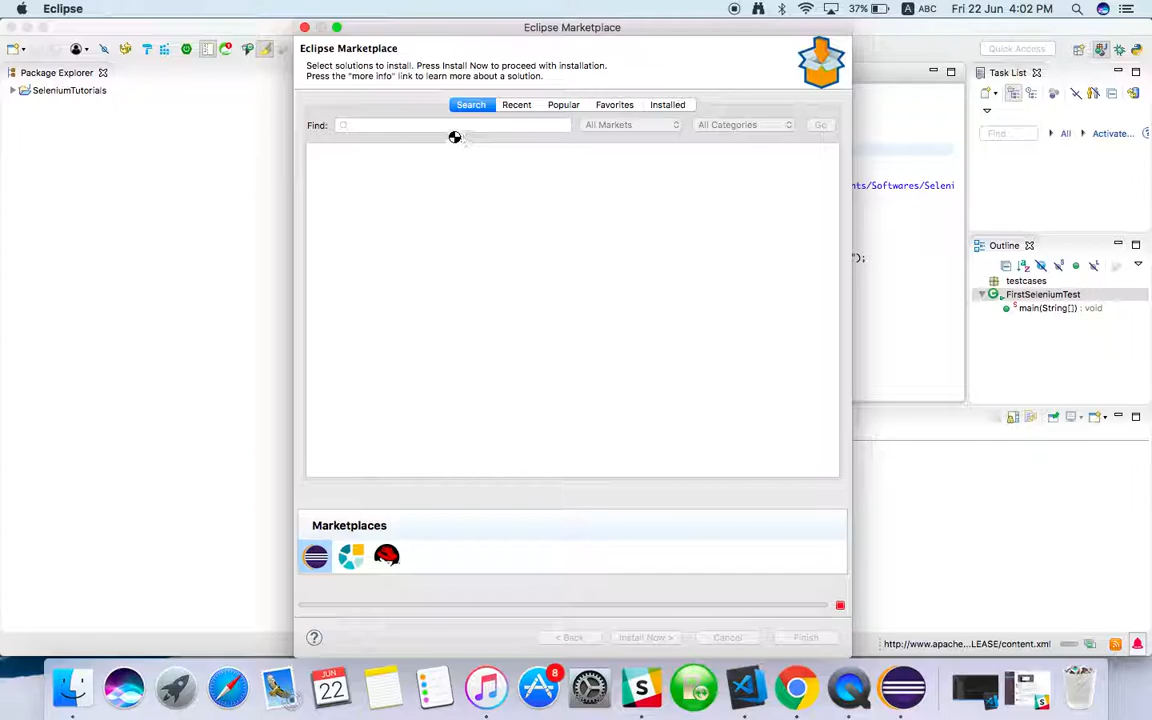 Eclipse
37%
A ABC
Fri 22 Jun 4:02 PM
Eclipse Marketplace
Eclipse Marketplace
Select solutions to install. Press Install Now to proceed with installation.
Press the "more info" link to learn more about a solution.
Quick Access
Package Explorer
SeleniumTutorials
Search
Recent
Popular
Favorites
Installed
Find:
All Markets
All Categories
Go
Task List
Find
All
Activate...
nts/Softwares/Seleni
");
Outline
testcases
FirstSeleniumTest
main(String[]) : void
Marketplaces
?
< Back
Install Now >
Cancel
Finish
http://www.apache...LEASE/content.xml
JUN
22
8